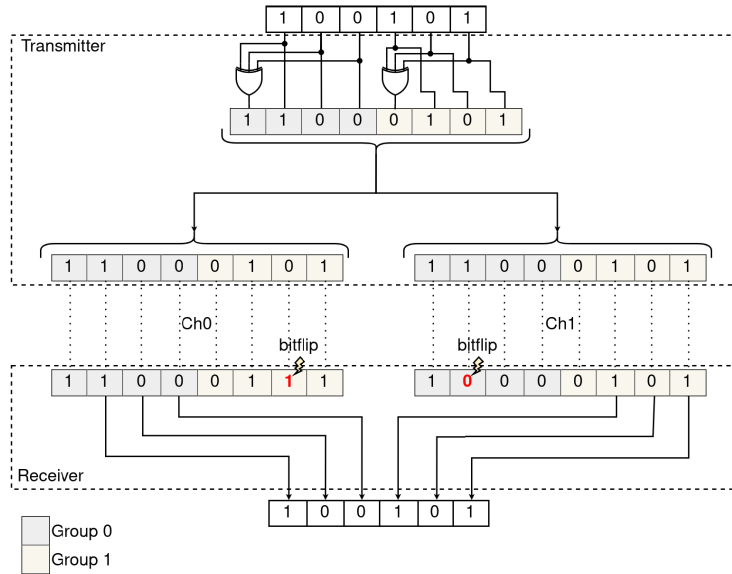 1 0 0 1 0 1
Transmitter
1 1 0 0 0 1 0 1
1 1 0 0 0 1 0 1
1 1 0 0 0 1 0 1
Ch0
Ch1
bitflip
bitflip
1 1 0 0 0 1 1 1
1 0 0 0 0 1 0 1
Receiver
1 0 0 1 0 1
Group 0
Group 1